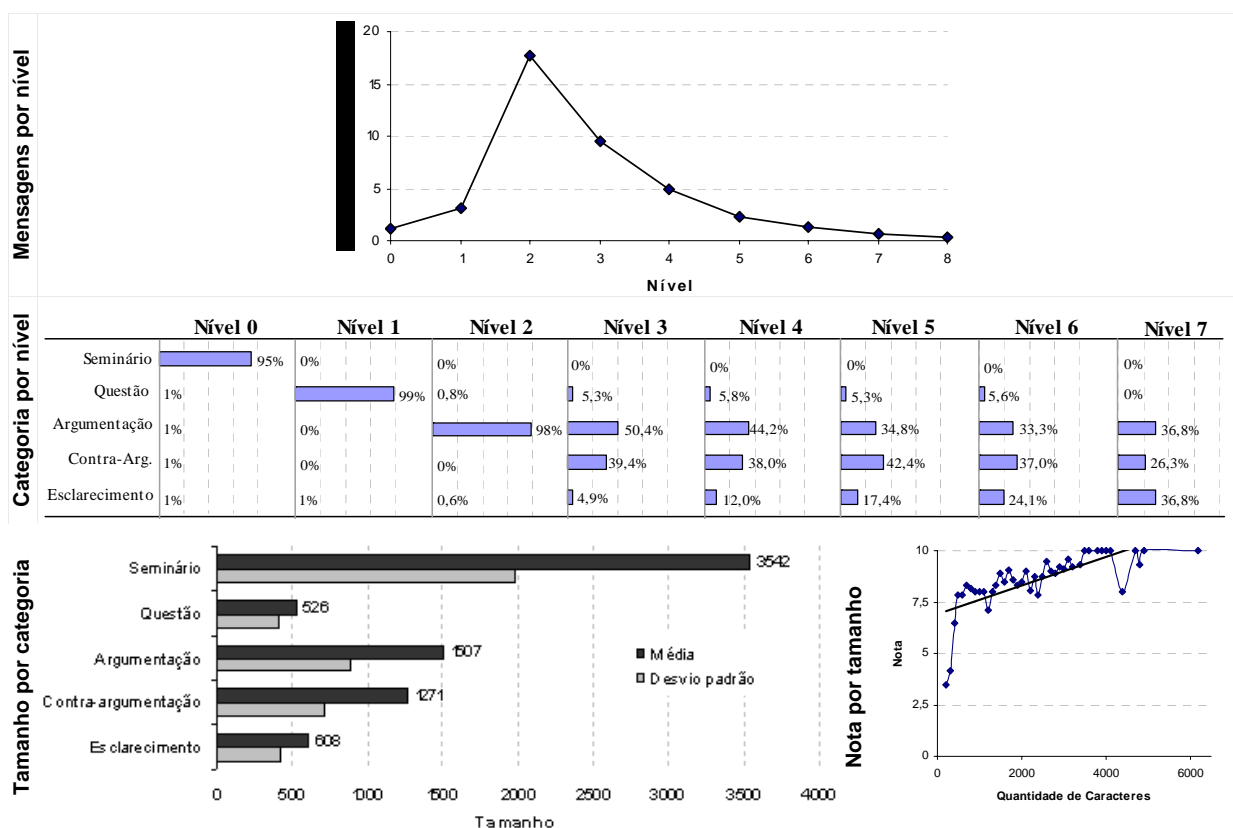 Mensagens por nível
20
15
10
5
0
0 1 2 3 4 5 6 7 8
Nível
Categoria por nível
Nível 0 Nível 1 Nível 2 Nível 3 Nível 4 Nível 5 Nível 6 Nível 7
Seminário 95% 0% 0% 0% 0% 0% 0% 0%
Questão 1% 99% 0,8% 5,3% 5,8% 5,3% 5,6% 0%
Argumentação 1% 0% 98% 50,4% 44,2% 34,8% 33,3% 36,8%
Contra-Arg. 1% 0% 0% 39,4% 38,0% 42,4% 37,0% 26,3%
Esclarecimento 1% 1% 0,6% 4,9% 12,0% 17,4% 24,1% 36,8%
Tamanho por categoria
Seminário 3542
Questão 526
Argumentação 1507
Contra-argumentação 1271
Esclarecimento 608
Média
Desvio padrão
0 500 1000 1500 2000 2500 3000 3500 4000
Tamanho
Nota por tamanho
Nota
10
7,5
5
2,5
0
0 2000 4000 6000
Quantidade de Caracteres